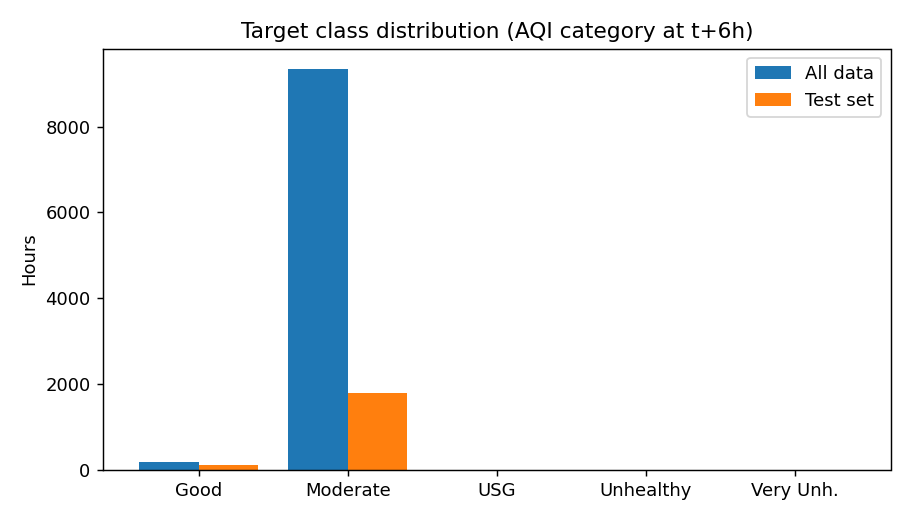 Target class distribution (AQI category at t+6h)
All data
Test set
8000
6000
4000
2000
0
Hours
Good Moderate USG Unhealthy Very Unh.